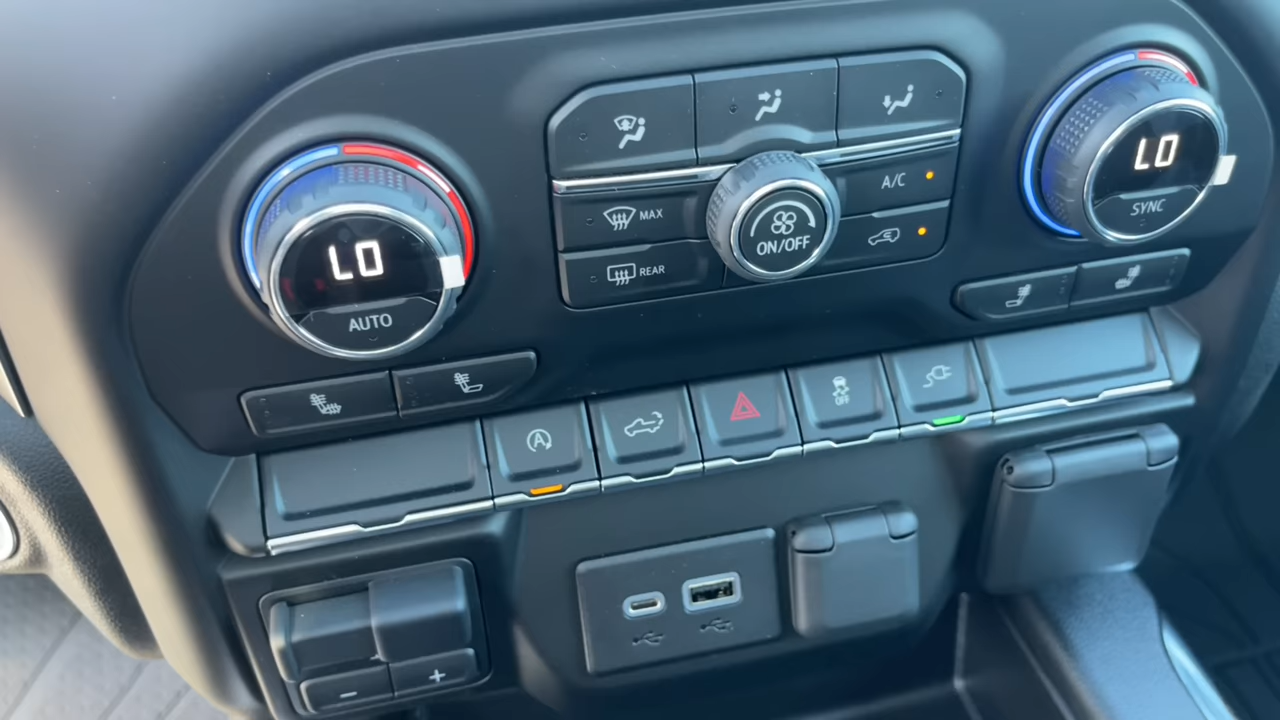 LO
AUTO
MAX
REAR
ON/OFF
A/C
LO
SYNC
A
OFF
- +